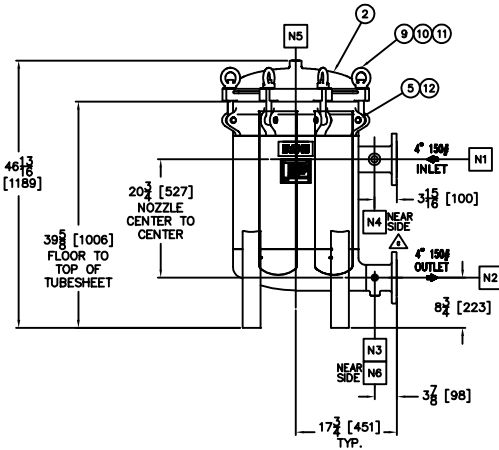 N5
2
9 10 11
5 12
46 13/16
[1189]
4" 150#
INLET
N1
20 3/4 [527]
NOZZLE
CENTER TO
CENTER
3 15/16 [100]
N4
NEAR
SIDE
39 5/8 [1006]
FLOOR TO
TOP OF
TUBESHEET
4" 150#
OUTLET
N2
8 3/4 [223]
N3
NEAR
SIDE
N6
3 7/8 [98]
17 3/4 [451]
TYP.